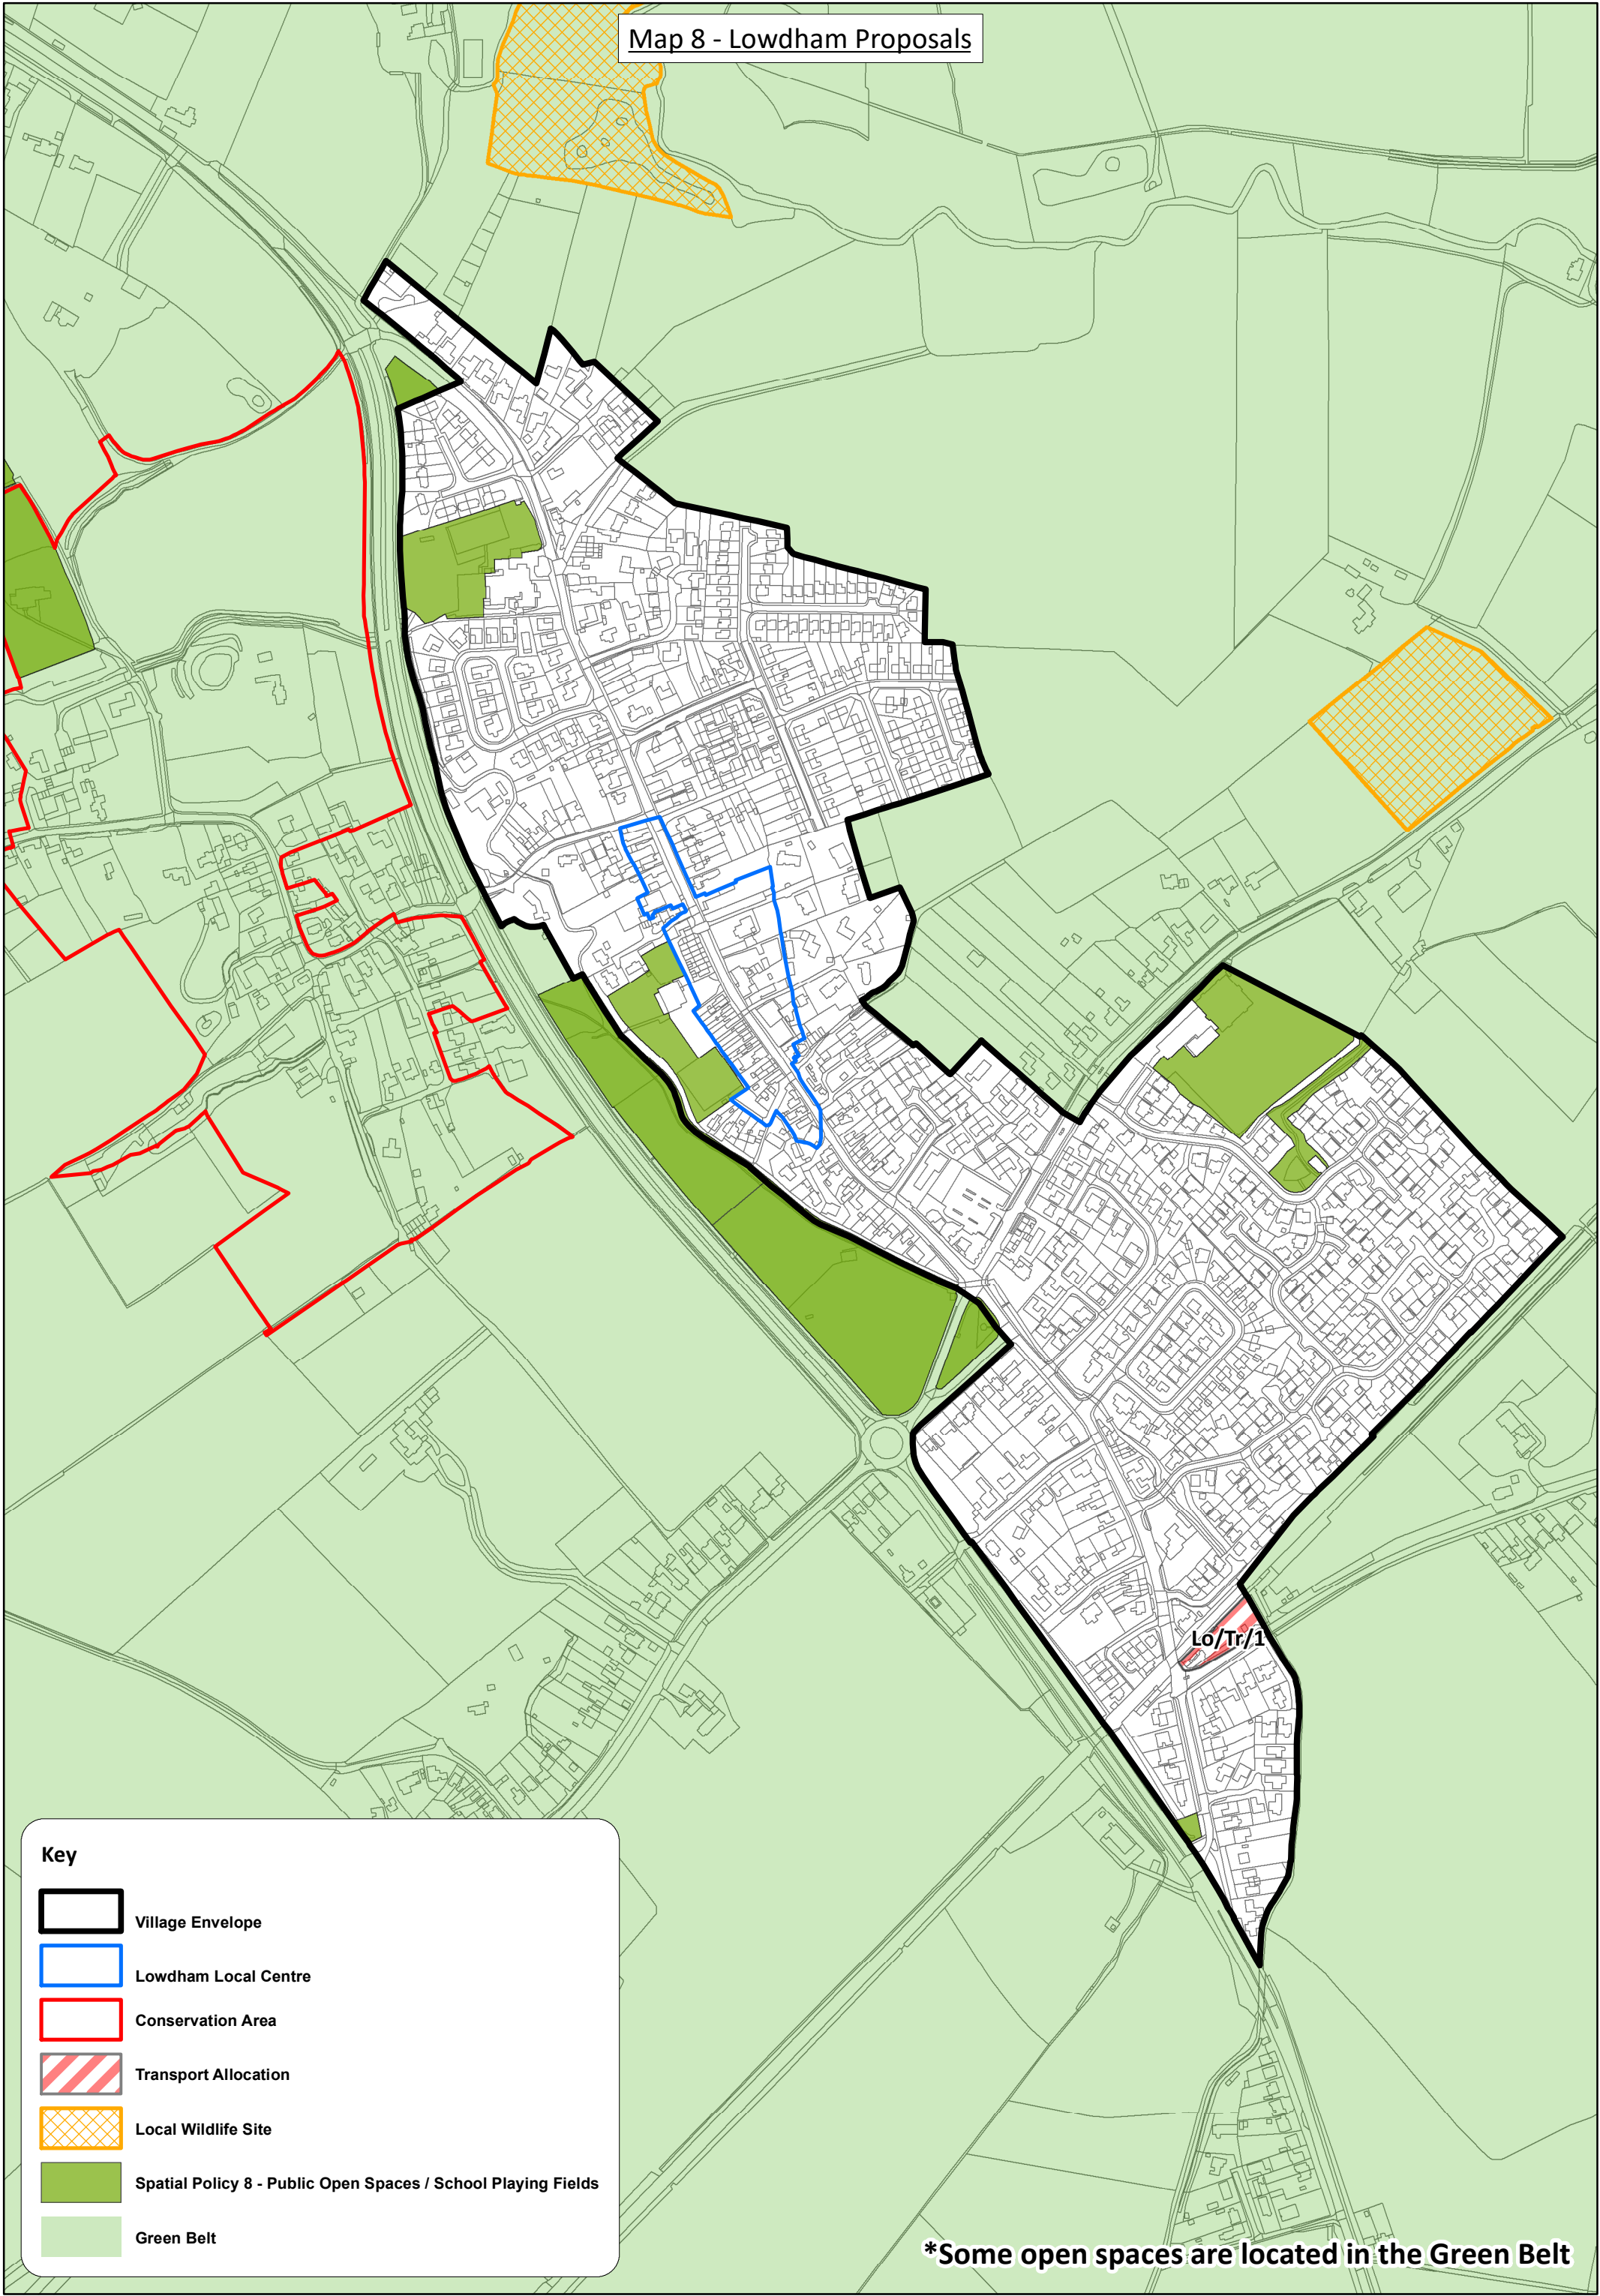 Map 8 - Lowdham Proposals
Lo/Tr/1
Key
Village Envelope
Lowdham Local Centre
Conservation Area
Transport Allocation
Local Wildlife Site
Spatial Policy 8 - Public Open Spaces / School Playing Fields
Green Belt
*Some open spaces are located in the Green Belt